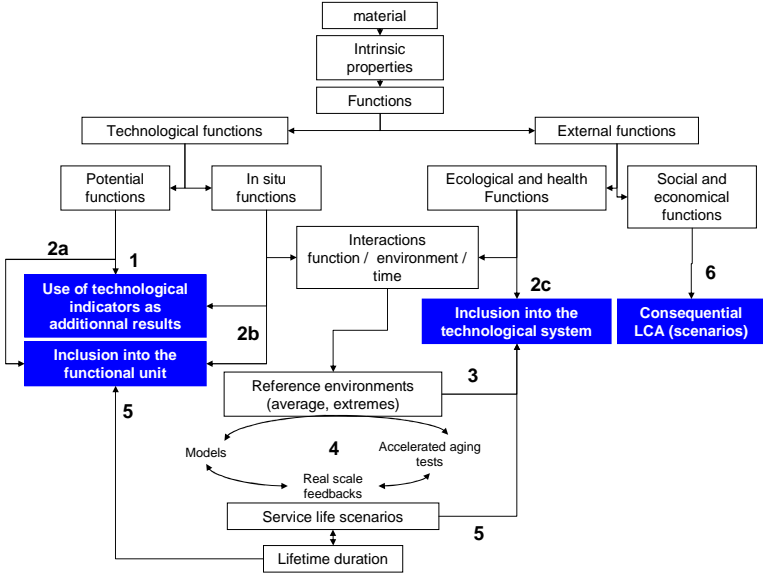 material
Intrinsic
properties
Functions
Technological functions
External functions
Potential
functions
In situ
functions
Ecological and health
Functions
Social and
economical
functions
2a
1
Interactions
function / environment /
time
6
2c
Use of technological
indicators as
additionnal results
Inclusion into the
technological system
Consequential
LCA (scenarios)
2b
Inclusion into the
functional unit
Reference environments
(average, extremes)
3
5
4
Models
Accelerated aging
tests
Real scale
feedbacks
Service life scenarios
5
Lifetime duration